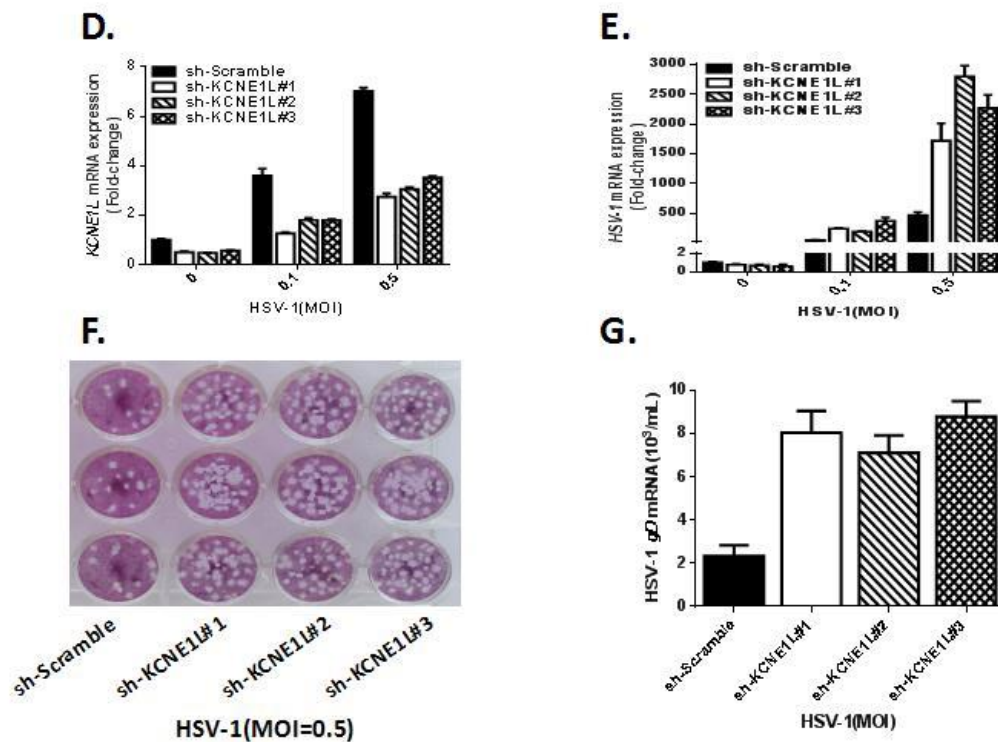 D.
8
6
4
2
0
KCNE1L mRNA expression
(Fold-change)
sh-Scramble
sh-KCNE1L#1
sh-KCNE1L#2
sh-KCNE1L#3
0
0.1
0.5
HSV-1(MOI)
E.
3000
2500
2000
1500
1000
500
2
0
HSV-1 mRNA expression
(Fold-change)
sh-Scramble
sh-KCNE1L#1
sh-KCNE1L#2
sh-KCNE1L#3
0
0.1
0.5
HSV-1(MOI)
F.
sh-Scramble
sh-KCNE1L#1
sh-KCNE1L#2
sh-KCNE1L#3
HSV-1(MOI=0.5)
G.
10
8
6
4
2
0
HSV-1 gD mRNA (10³/mL)
sh-Scramble
sh-KCNE1L#1
sh-KCNE1L#2
sh-KCNE1L#3
HSV-1(MOI)